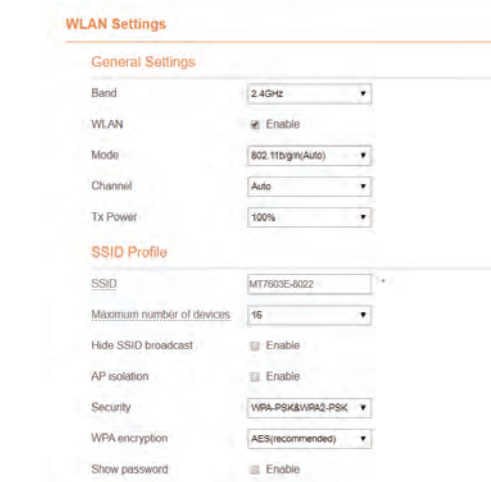 WLAN Settings
General Settings
Band 2.4GHz
WLAN Enable
Mode 802.11b/g/n(Auto)
Channel Auto
Tx Power 100%
SSID Profile
SSID MT7603E-8022 *
Maximum number of devices 16
Hide SSID broadcast Enable
AP isolation Enable
Security WPA-PSK&WPA2-PSK
WPA encryption AES(recommended)
Show password Enable